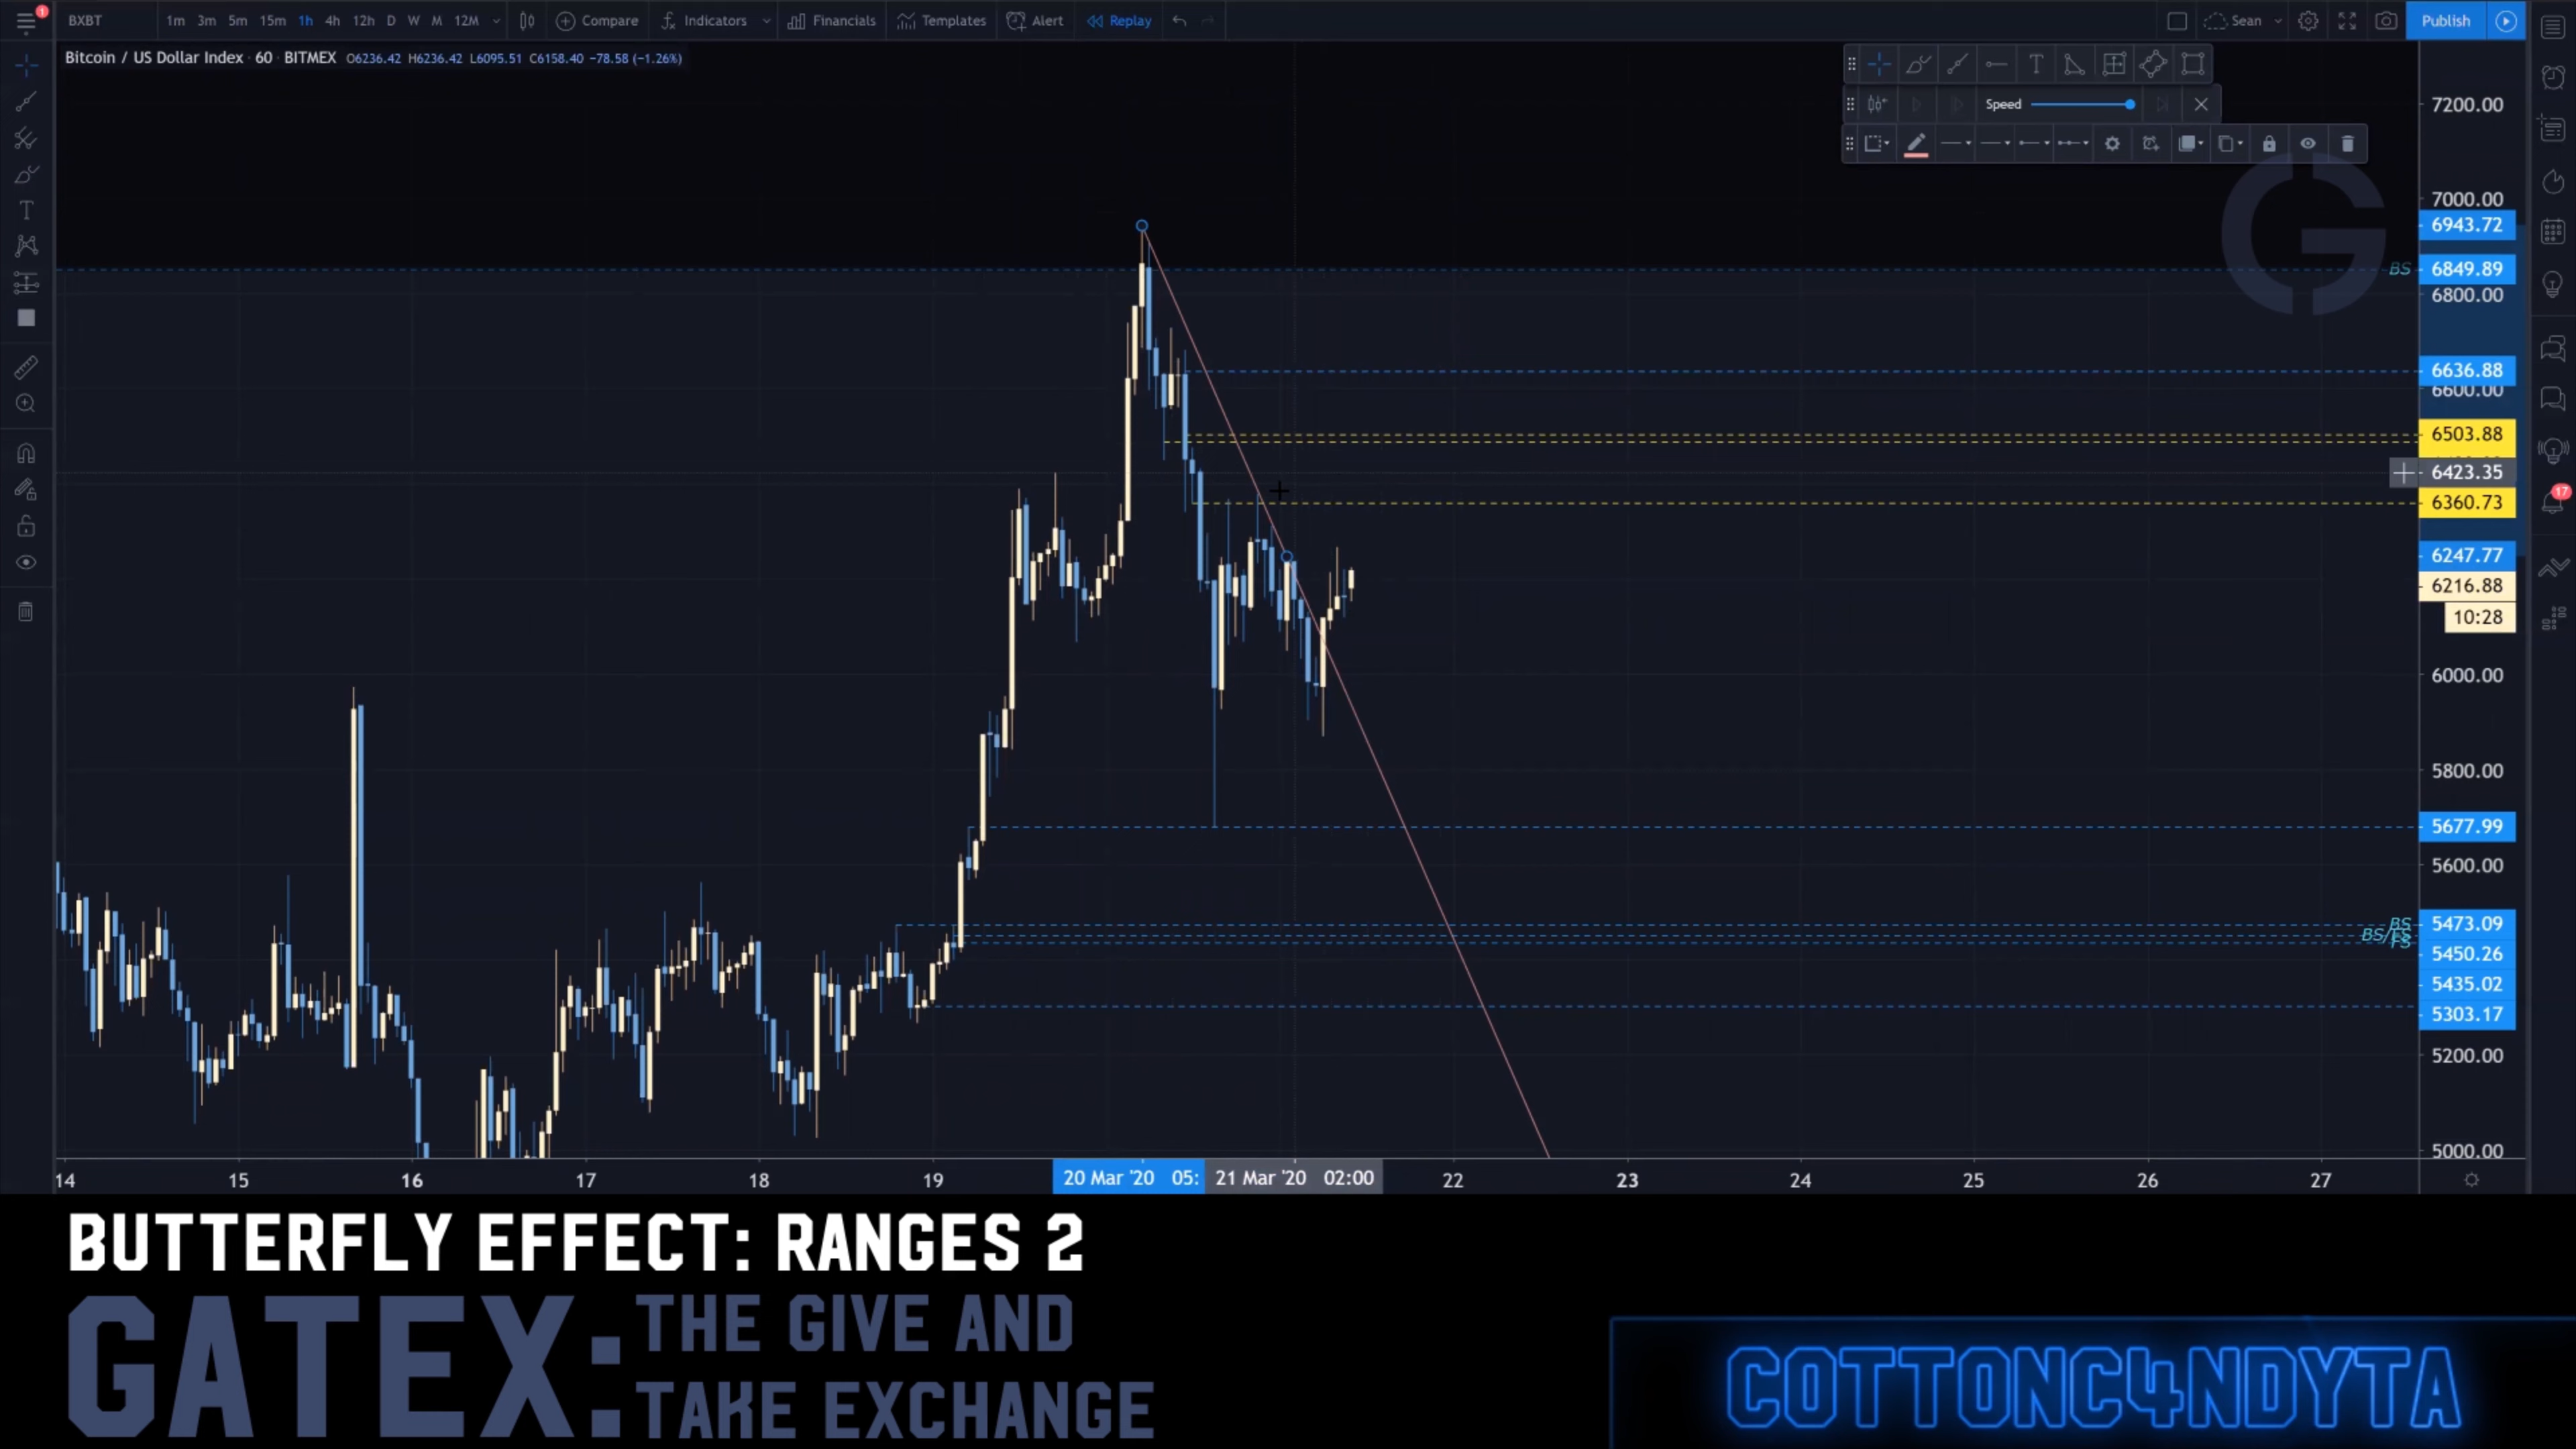 1
BXBT 1m 3m 5m 15m 1h 4h 12h D W M 12M Compare Indicators Financials Templates Alert Replay Sean Publish
Bitcoin / US Dollar Index · 60 · BITMEX O6236.42 H6236.42 L6095.51 C6158.40 -78.58 (-1.26%)
Speed
7200.00
7000.00
6943.72
BS 6849.89
6800.00
6636.88
6600.00
6503.88
6423.35
6360.73
17
6247.77
6216.88
10:28
6000.00
5800.00
5677.99
5600.00
BS 5473.09
BS/
5450.26
5435.02
5303.17
5200.00
5000.00
14 15 16 17 18 19 20 Mar '20 05: 21 Mar '20 02:00 22 23 24 25 26 27
BUTTERFLY EFFECT: RANGES 2
GATEX: THE GIVE AND
TAKE EXCHANGE
COTTONC4NDYTA